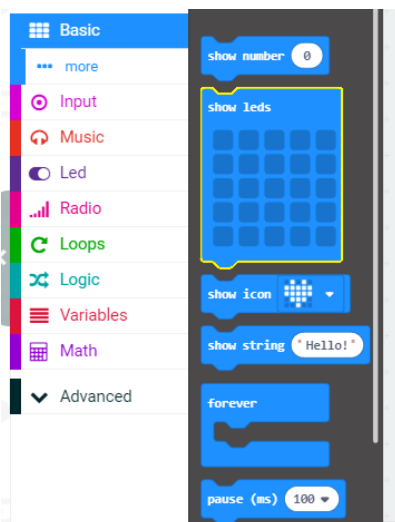 Basic
more
Input
Music
Led
Radio
Loops
Logic
Variables
Math
Advanced
show number 0
show leds
show icon
show string "Hello!"
forever
pause (ms) 100